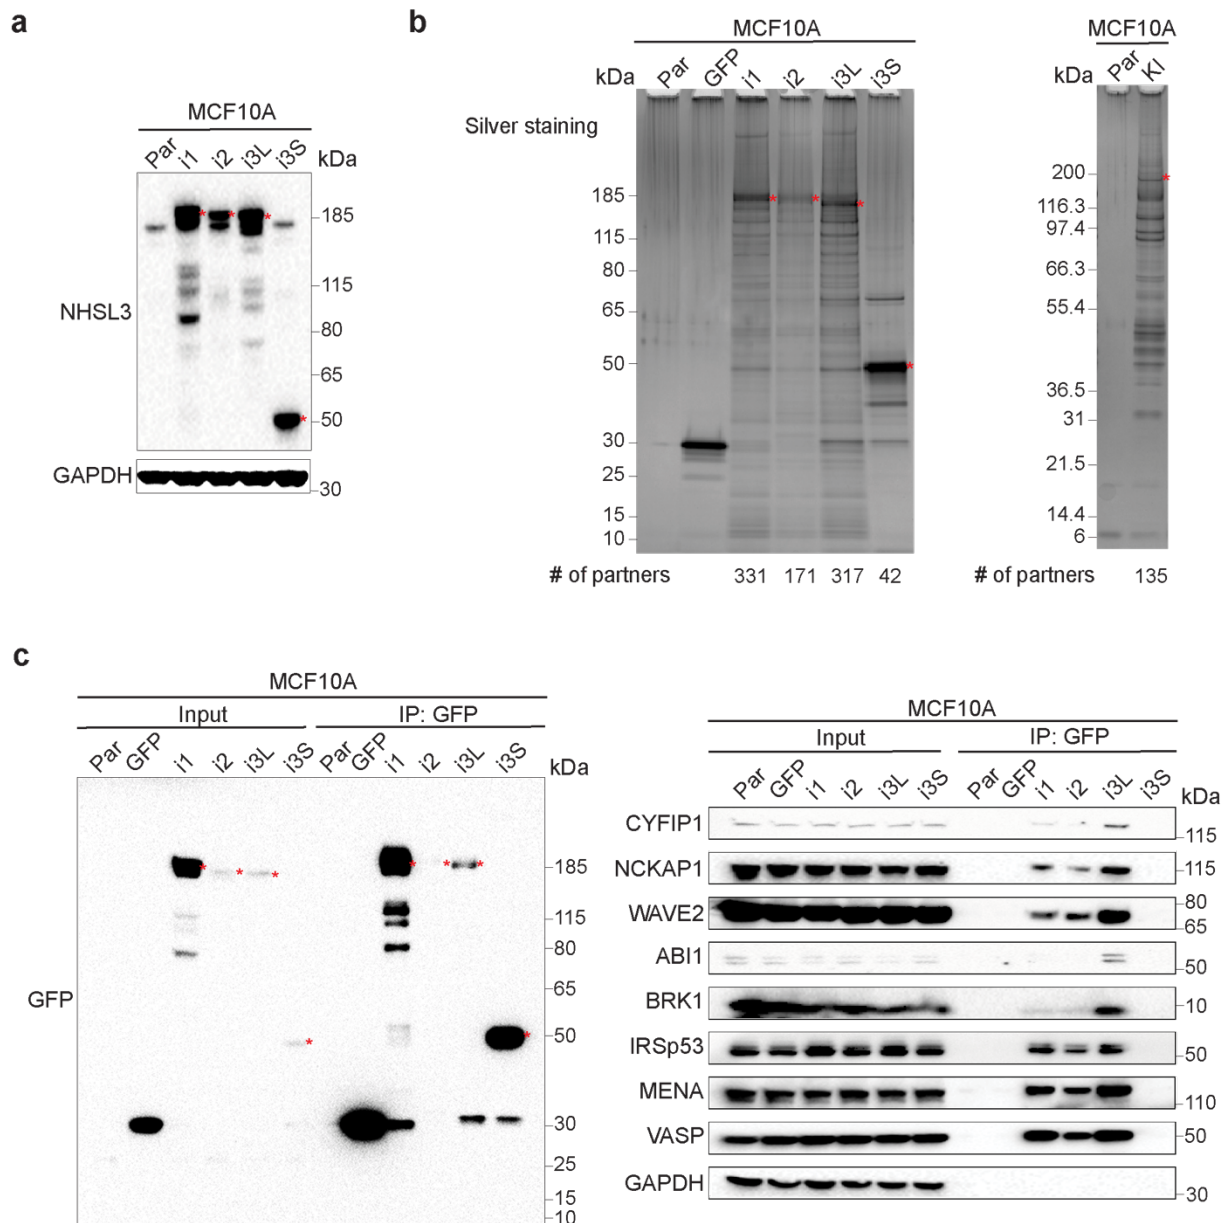 a
MCF10A
Par i1 i2 i3L i3S kDa
185
115
NHSL3
80
65
50
GAPDH
30
b
MCF10A
kDa Par GFP i1 i2 i3L i3S
Silver staining
185
115
80
65
50
30
25
15
10
# of partners 331 171 317 42
MCF10A
kDa Par KI
200
116.3
97.4
66.3
55.4
36.5
31
21.5
14.4
6
# of partners 135
c
MCF10A
Input IP: GFP
Par GFP i1 i2 i3L i3S Par GFP i1 i2 i3L i3S kDa
185
115
80
65
GFP
50
30
25
15
10
MCF10A
Input IP: GFP
Par GFP i1 i2 i3L i3S Par GFP i1 i2 i3L i3S kDa
CYFIP1 115
NCKAP1 115
WAVE2 80
65
ABI1 50
BRK1 10
IRSp53 50
MENA 110
VASP 50
GAPDH 30